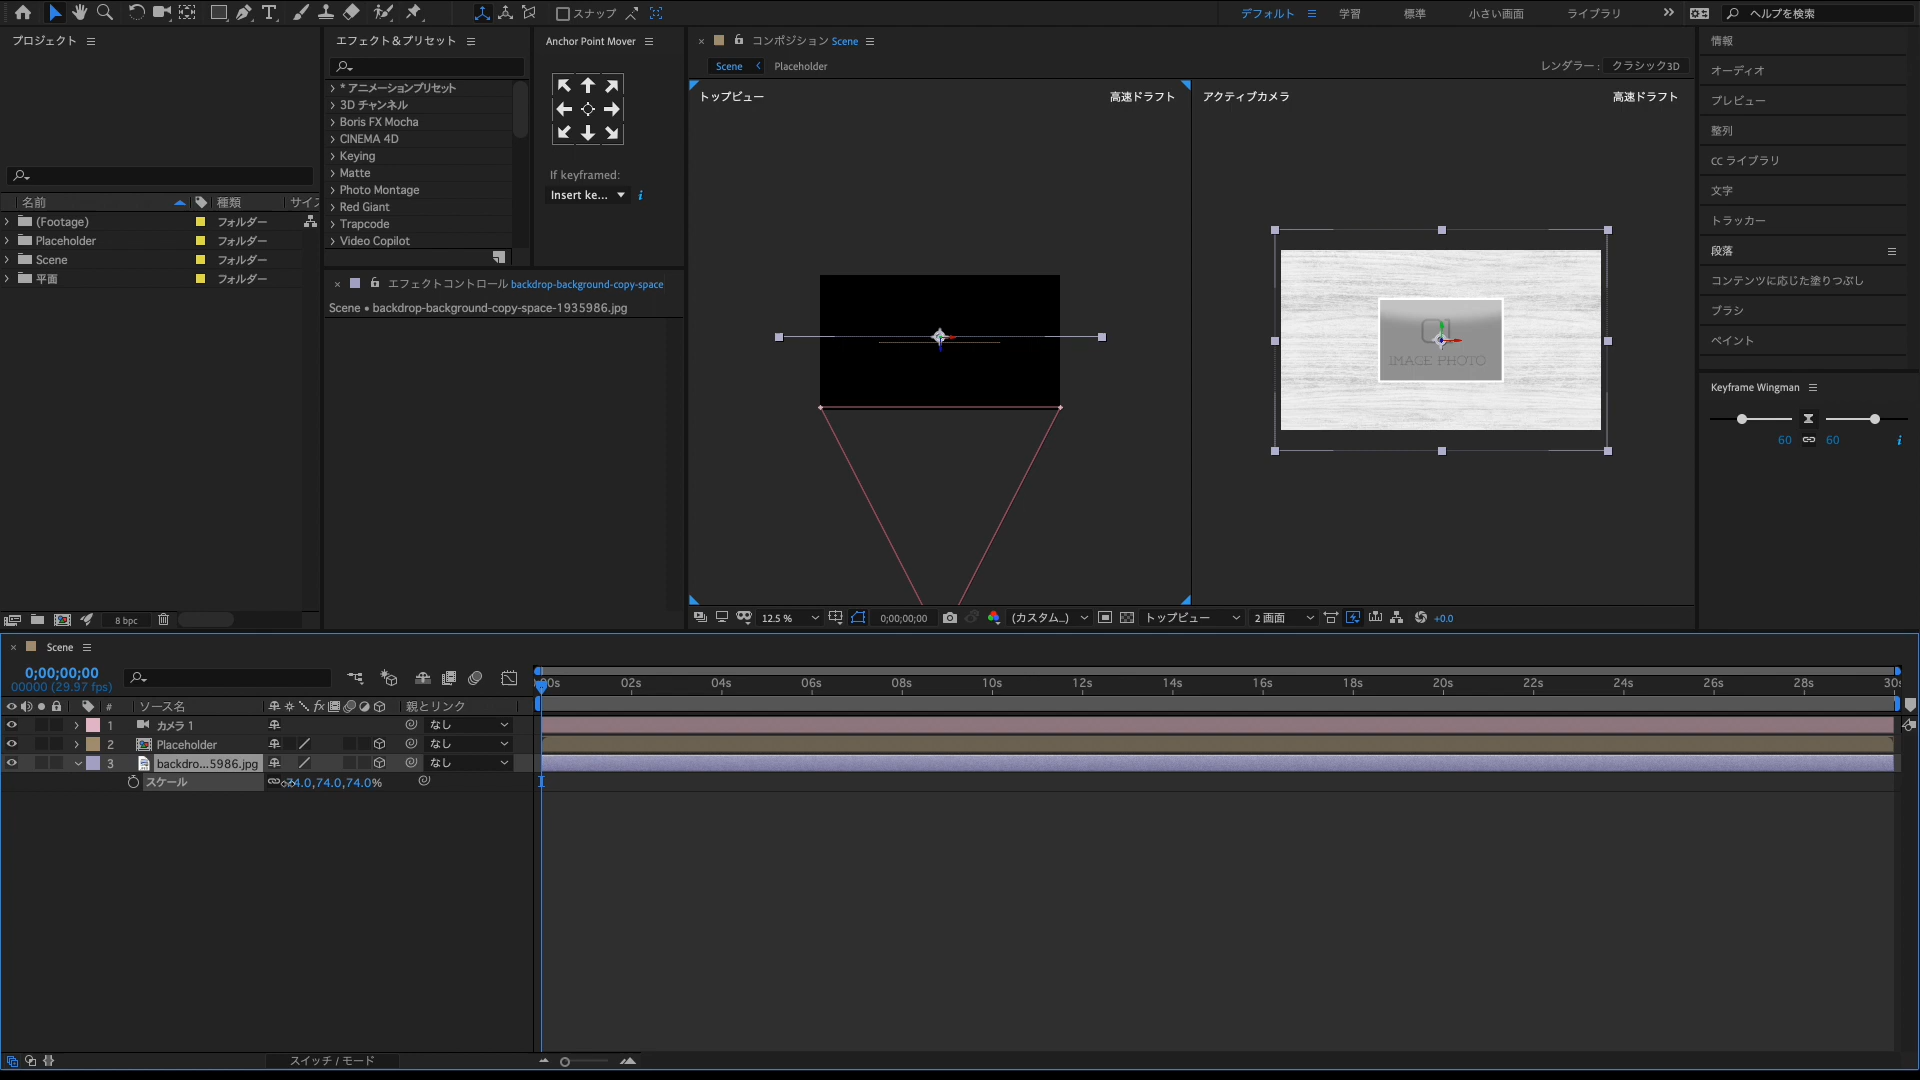 スナップ
デフォルト
学習
標準
小さい画面
ライブラリ
ヘルプを検索
プロジェクト
名前
種類
サイズ
(Footage)
フォルダー
Placeholder
フォルダー
Scene
フォルダー
平面
フォルダー
8 bpc
エフェクト＆プリセット
* アニメーションプリセット
3D チャンネル
Boris FX Mocha
CINEMA 4D
Keying
Matte
Photo Montage
Red Giant
Trapcode
Video Copilot
Anchor Point Mover
If keyframed:
Insert ke...
エフェクトコントロール backdrop-background-copy-space
Scene • backdrop-background-copy-space-1935986.jpg
コンポジション Scene
Scene
Placeholder
レンダラー :
クラシック3D
トップビュー
高速ドラフト
アクティブカメラ
高速ドラフト
IMAGE PHOTO
12.5 %
0;00;00;00
(カスタム...)
トップビュー
2 画面
+0.0
情報
オーディオ
プレビュー
整列
CC ライブラリ
文字
トラッカー
段落
コンテンツに応じた塗りつぶし
ブラシ
ペイント
Keyframe Wingman
60
60
Scene
0;00;00;00
00000 (29.97 fps)
00s
02s
04s
06s
08s
10s
12s
14s
16s
18s
20s
22s
24s
26s
28s
30s
#
ソース名
fx
親とリンク
1
カメラ 1
なし
2
Placeholder
なし
3
backdro...5986.jpg
なし
スケール
74.0,74.0,74.0%
スイッチ / モード